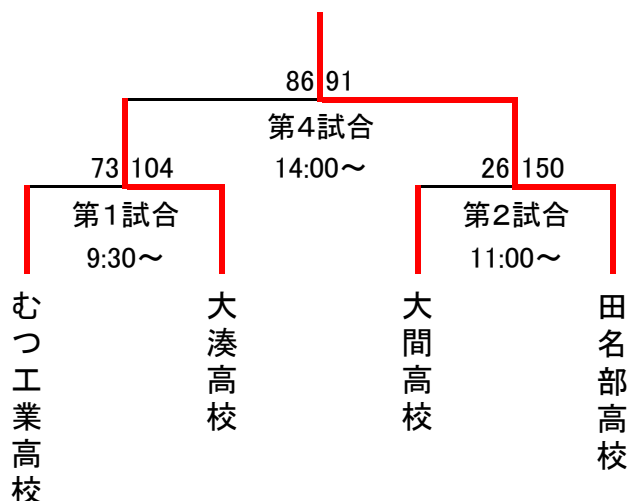 86 91
第4試合
14:00～
73 104
第1試合
9:30～
26 150
第2試合
11:00～
むつ工業高校
大湊高校
大間高校
田名部高校